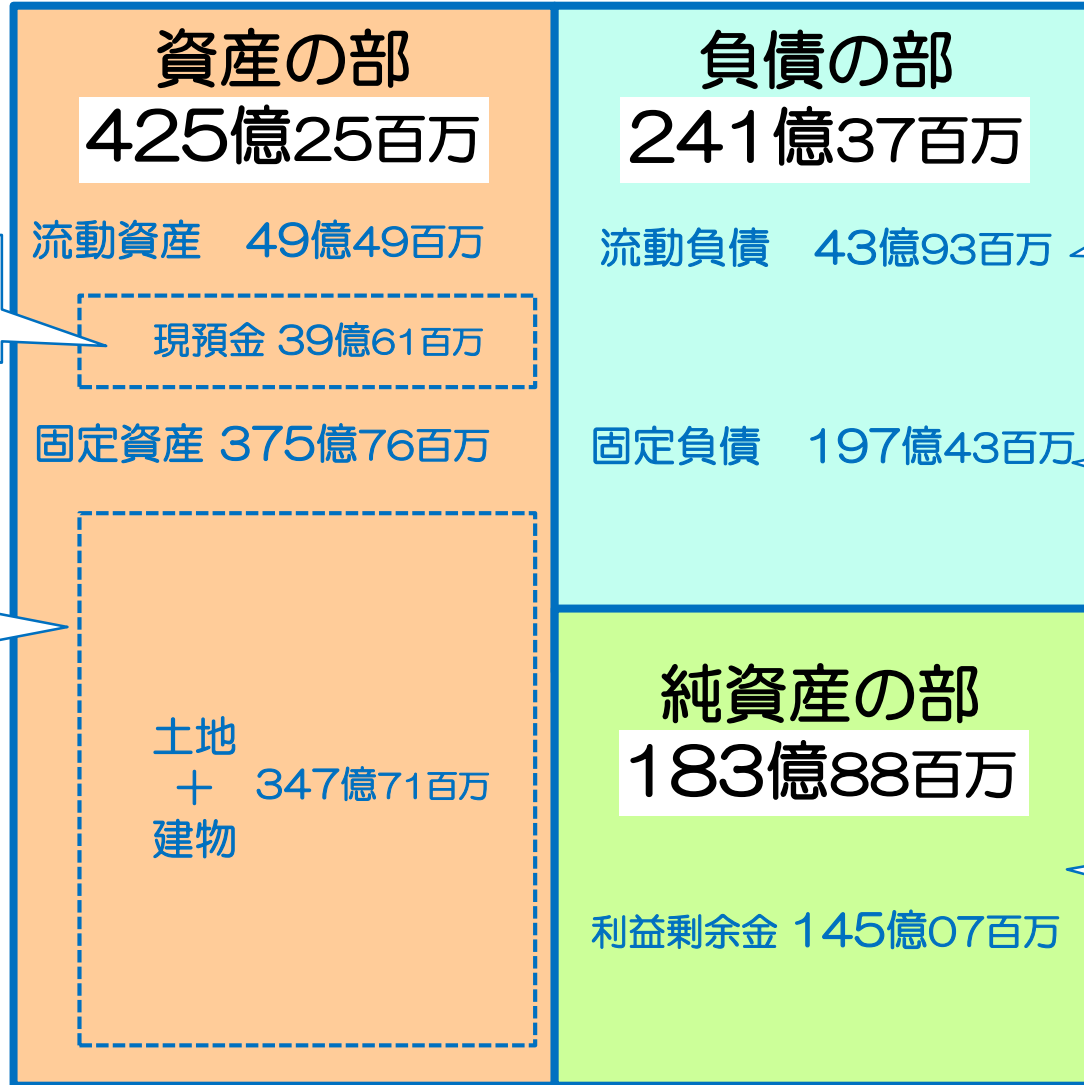 資産の部
425億25百万
流動資産 49億49百万
現預金 39億61百万
固定資産 375億76百万
土地
+ 347億71百万
建物
負債の部
241億37百万
流動負債 43億93百万
固定負債 197億43百万
純資産の部
183億88百万
利益剰余金 145億07百万